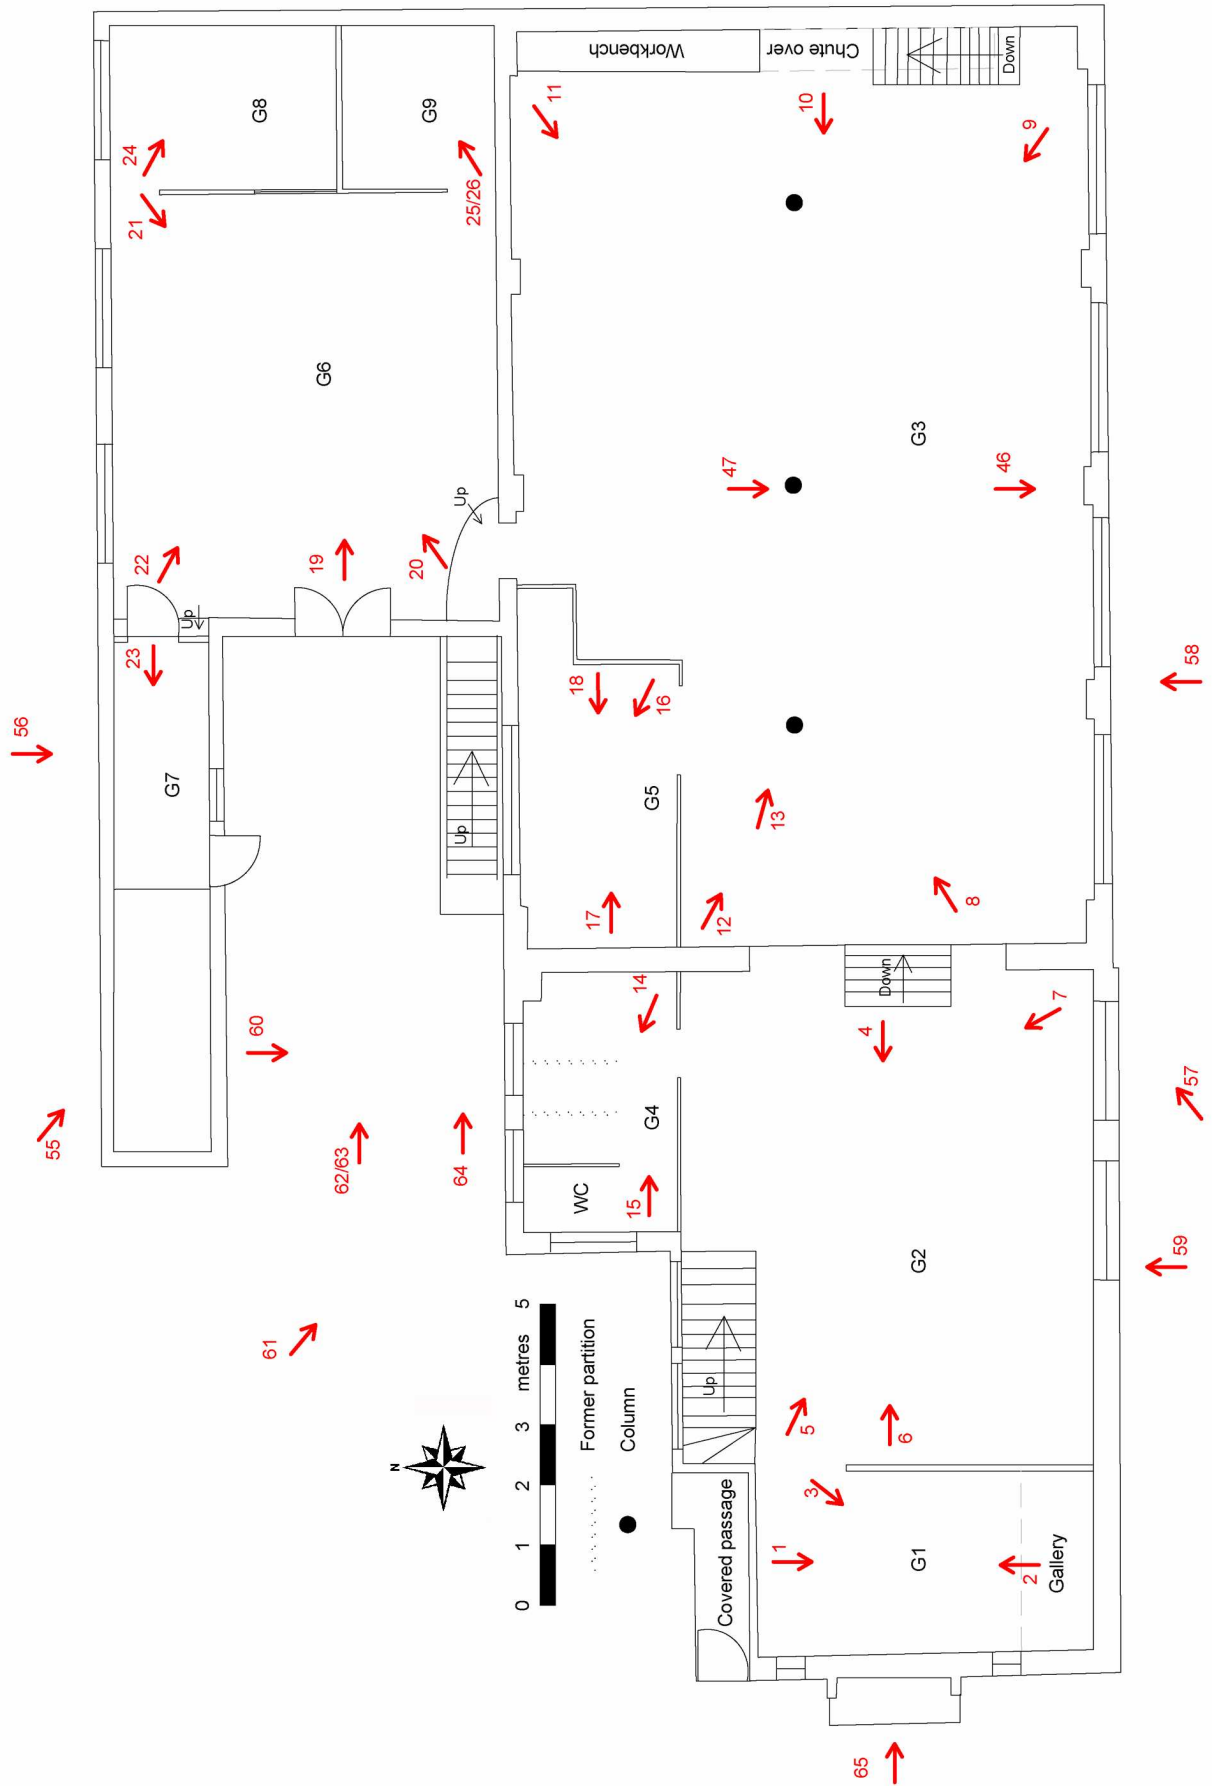 G8
G9
G6
G7
Up
Up
Up
Workbench
Chute over
Down
G3
G5
G4
WC
Down
G2
Up
G1
Gallery
Covered passage
N
0 1 2 3 metres 5
Former partition
Column
24
21
25/26
22
19
20
23
56
55
60
62/63
64
61
11
10
9
47
46
18
16
13
17
12
8
14
15
4
7
5
6
3
1
2
58
57
59
65